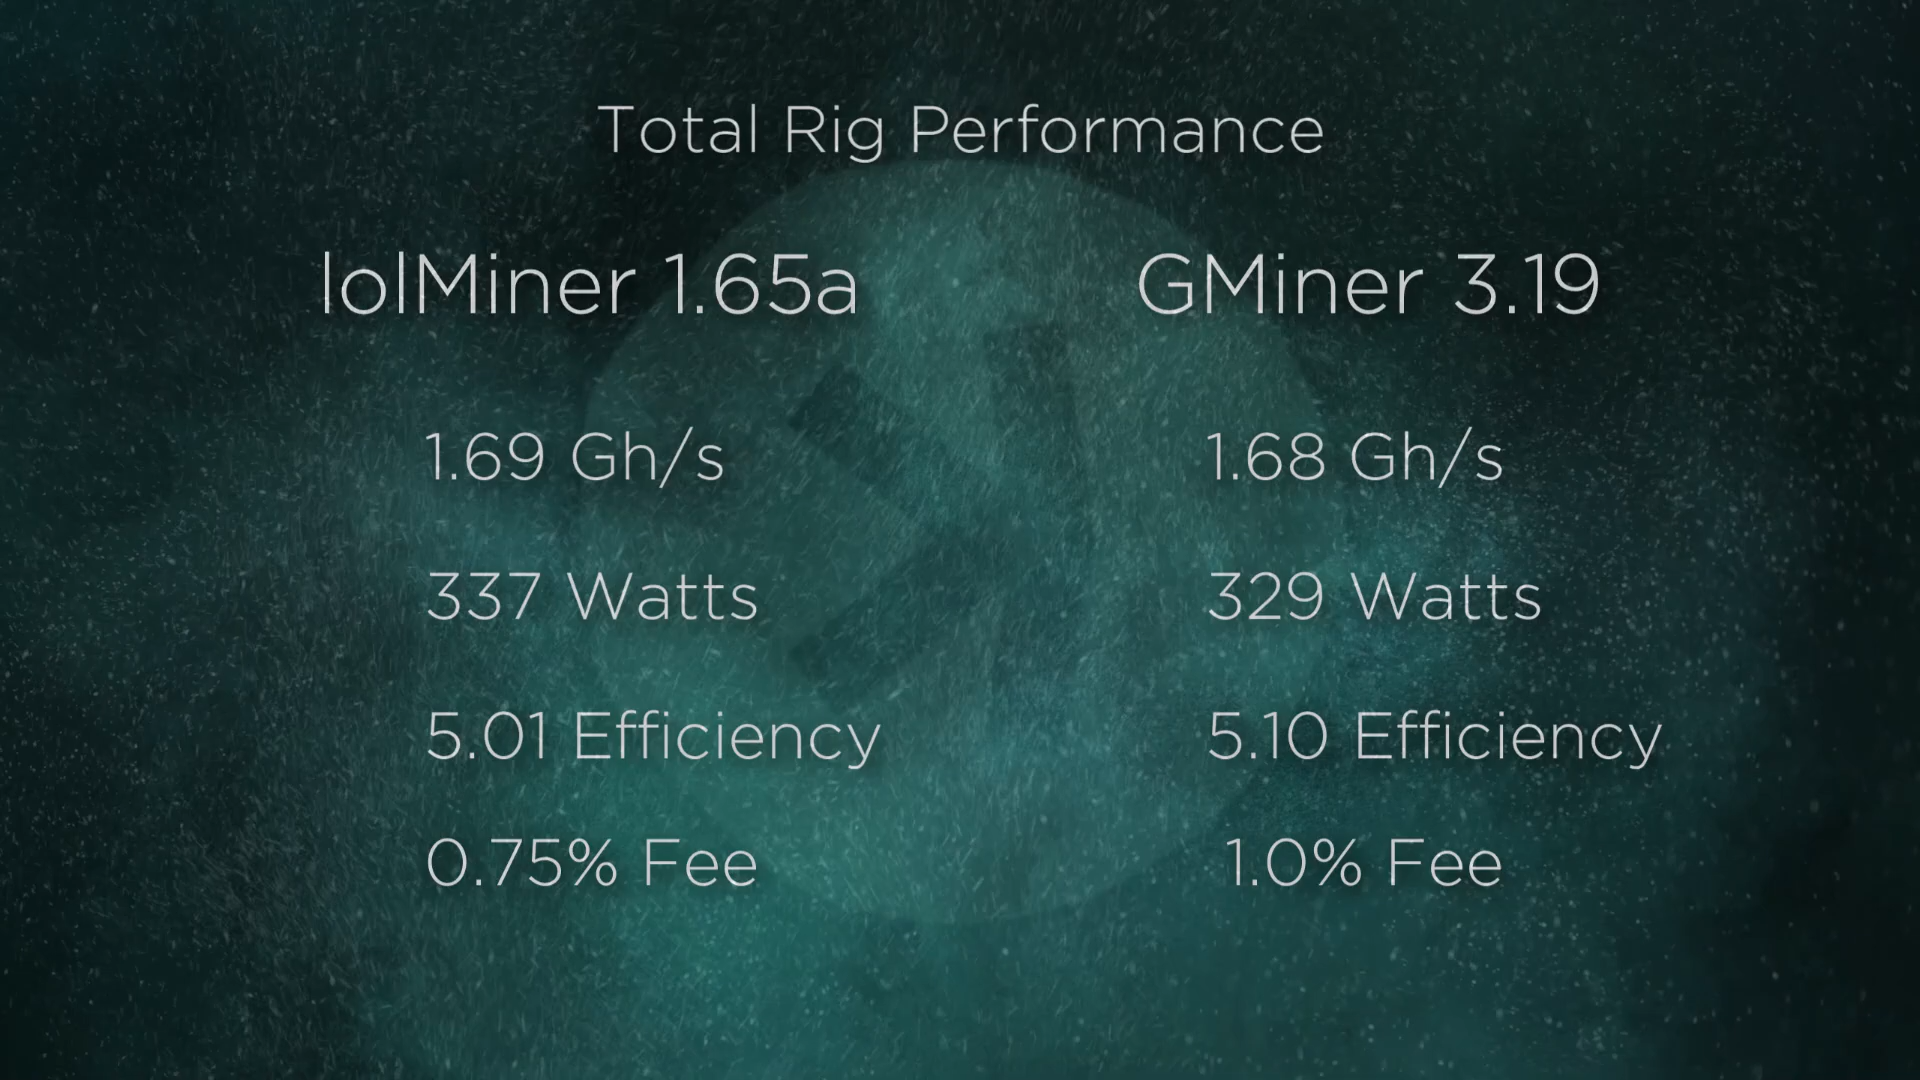 Total Rig Performance
lolMiner 1.65a
1.69 Gh/s
337 Watts
5.01 Efficiency
0.75% Fee
GMiner 3.19
1.68 Gh/s
329 Watts
5.10 Efficiency
1.0% Fee